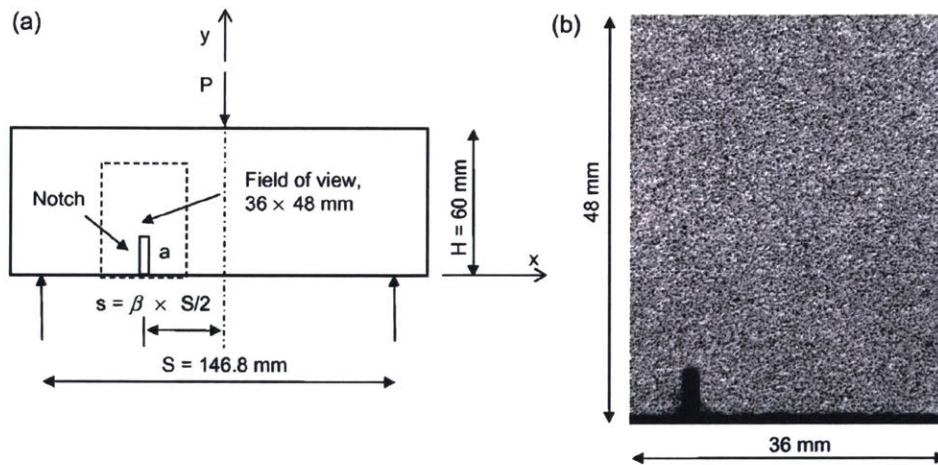 (a)
y
P
Field of view,
36 × 48 mm
Notch
a
H = 60 mm
x
s = β × S/2
S = 146.8 mm
(b)
48 mm
36 mm